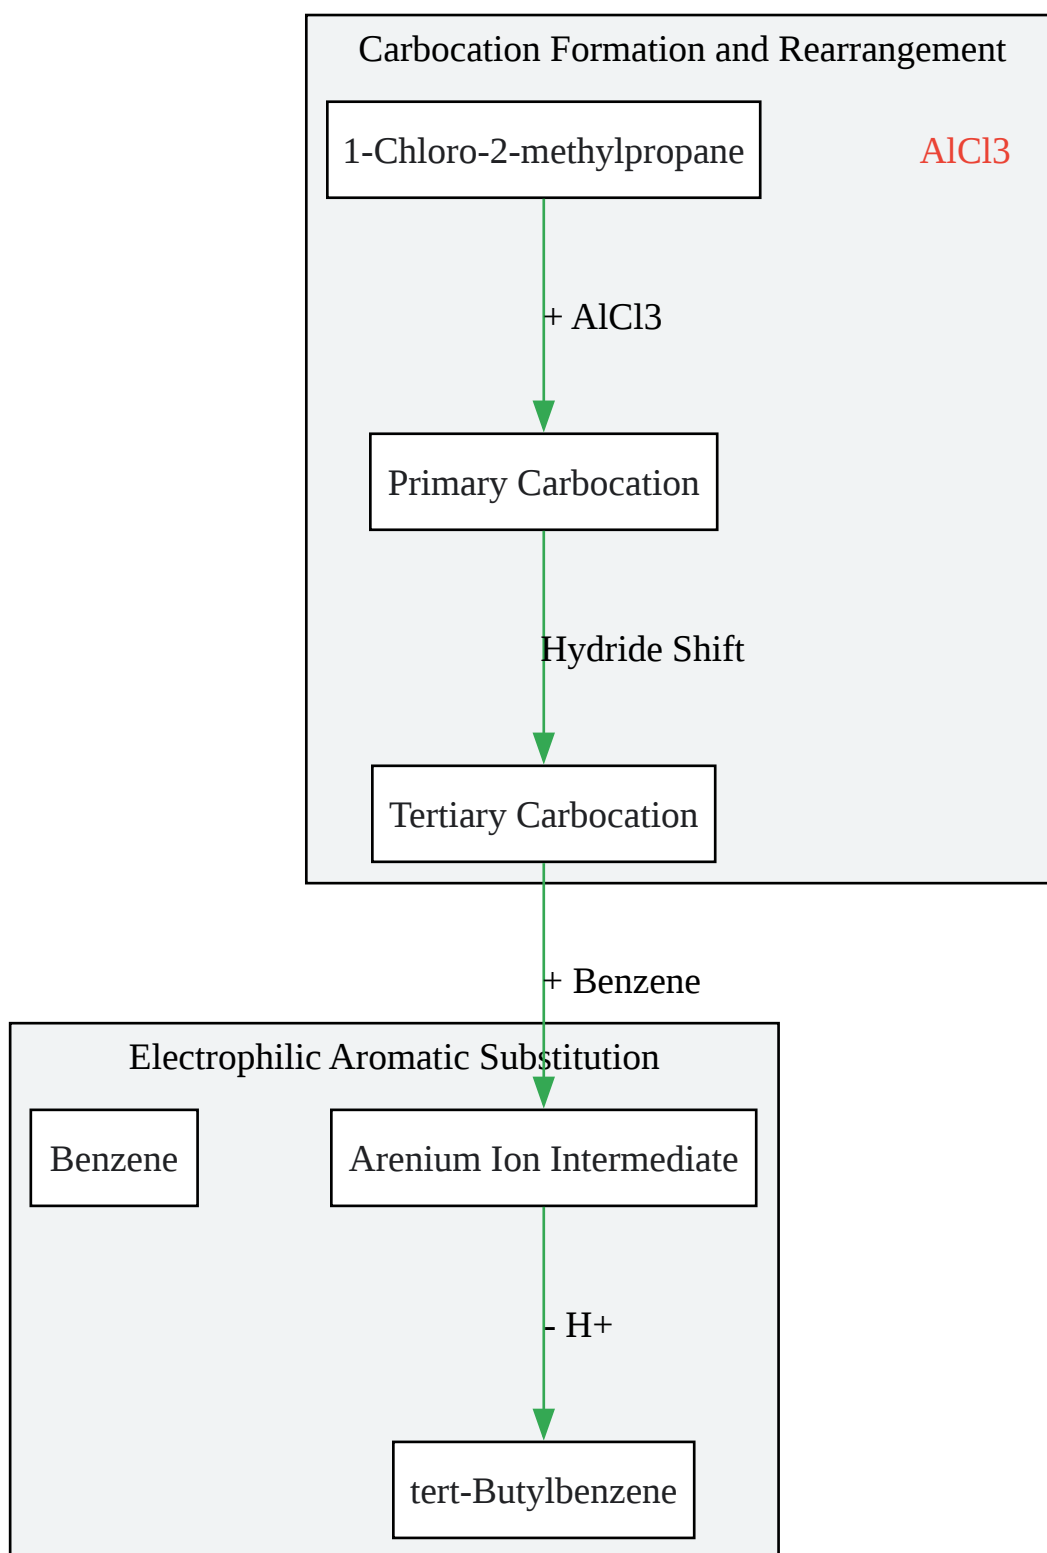 Carbocation Formation and Rearrangement
1-Chloro-2-methylpropane
AlCl3
+ AlCl3
Primary Carbocation
Hydride Shift
Tertiary Carbocation
+ Benzene
Electrophilic Aromatic Substitution
Benzene
Arenium Ion Intermediate
- H+
tert-Butylbenzene